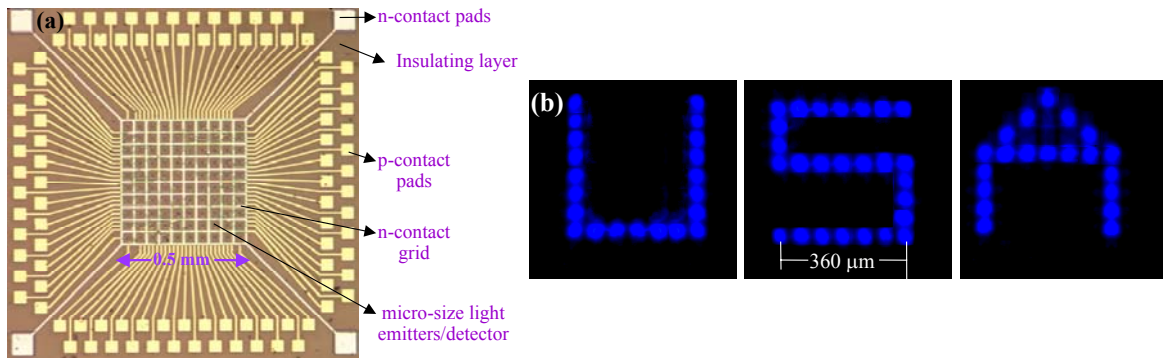 (a)
n-contact pads
Insulating layer
p-contact
pads
n-contact
grid
0.5 mm
micro-size light
emitters/detector
(b)
U
S
A
360 μm